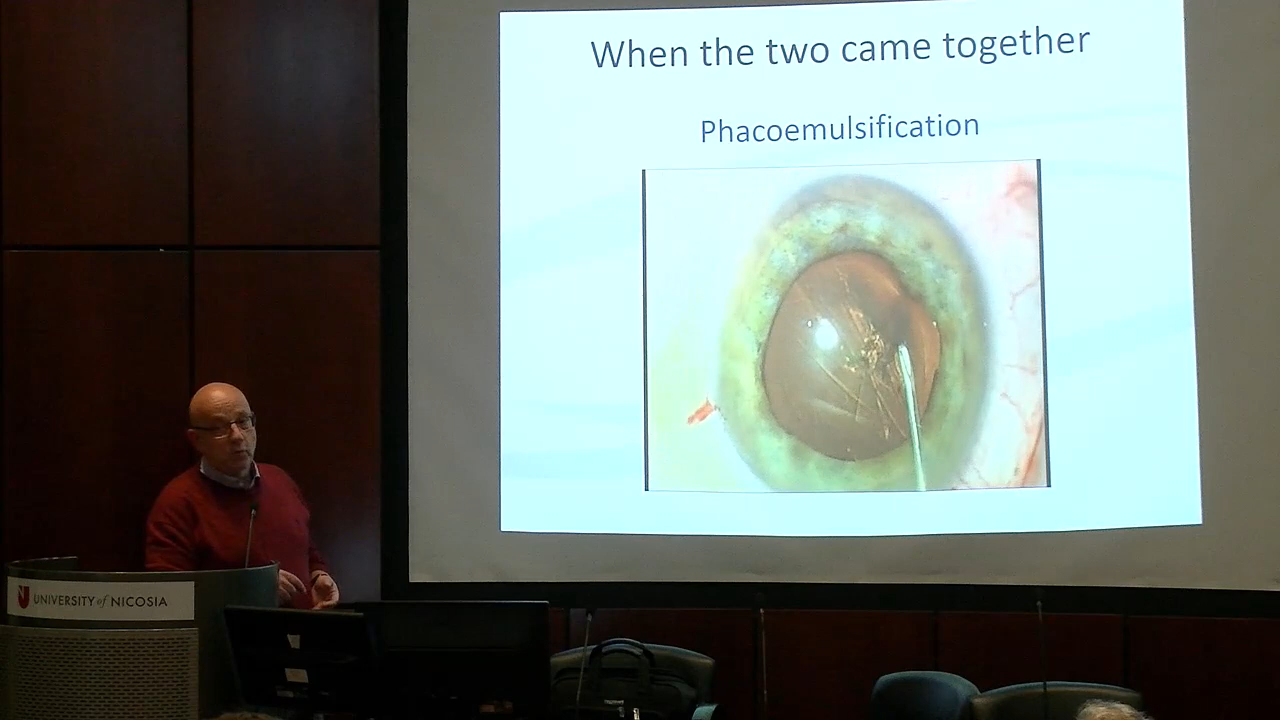 When the two came together
Phacoemulsification
UNIVERSITY of NICOSIA